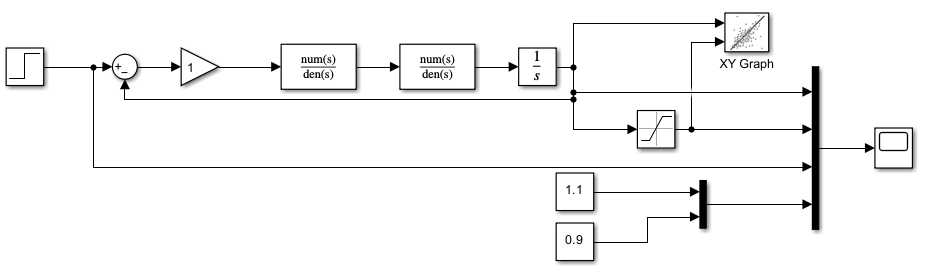 +
−
1
num(s)
den(s)
num(s)
den(s)
1
s
XY Graph
1.1
0.9